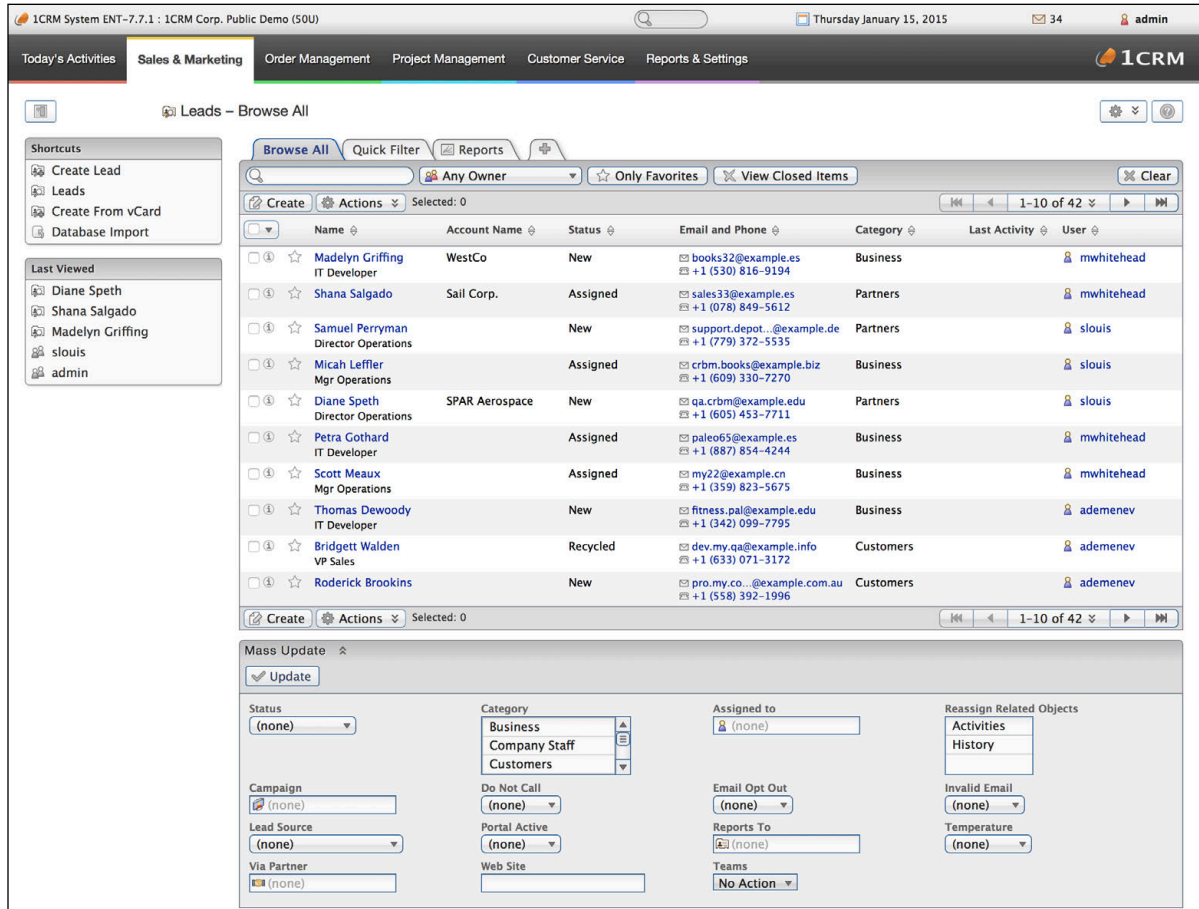 1CRM System ENT-7.7.1 : 1CRM Corp. Public Demo (50U) Thursday January 15, 2015 34 admin
Today's Activities Sales & Marketing Order Management Project Management Customer Service Reports & Settings 1CRM
Leads – Browse All
Shortcuts
Create Lead
Leads
Create From vCard
Database Import
Last Viewed
Diane Speth
Shana Salgado
Madelyn Griffing
slouis
admin
Browse All Quick Filter Reports
Any Owner Only Favorites View Closed Items Clear
Create Actions Selected: 0 1-10 of 42
Name Account Name Status Email and Phone Category Last Activity User
Madelyn Griffing WestCo New books32@example.es Business mwhitehead
IT Developer +1 (530) 816-9194
Shana Salgado Sail Corp. Assigned sales33@example.es Partners mwhitehead
+1 (078) 849-5612
Samuel Perryman New support.depot...@example.de Partners slouis
Director Operations +1 (779) 372-5535
Micah Leffler Assigned crbm.books@example.biz Business slouis
Mgr Operations +1 (609) 330-7270
Diane Speth SPAR Aerospace New qa.crbm@example.edu Partners slouis
Director Operations +1 (605) 453-7711
Petra Gothard Assigned paleo65@example.es Business mwhitehead
IT Developer +1 (887) 854-4244
Scott Meaux Assigned my22@example.cn Business mwhitehead
Mgr Operations +1 (359) 823-5675
Thomas Dewoody New fitness.pal@example.edu Business ademenev
IT Developer +1 (342) 099-7795
Bridgett Walden Recycled dev.my.qa@example.info Customers ademenev
VP Sales +1 (633) 071-3172
Roderick Brookins New pro.my.co...@example.com.au Customers ademenev
+1 (558) 392-1996
Create Actions Selected: 0 1-10 of 42
Mass Update
Update
Status Category Assigned to Reassign Related Objects
(none) Business (none) Activities
Company Staff History
Customers
Campaign Do Not Call Email Opt Out Invalid Email
(none) (none) (none) (none)
Lead Source Portal Active Reports To Temperature
(none) (none) (none) (none)
Via Partner Web Site Teams
(none) No Action